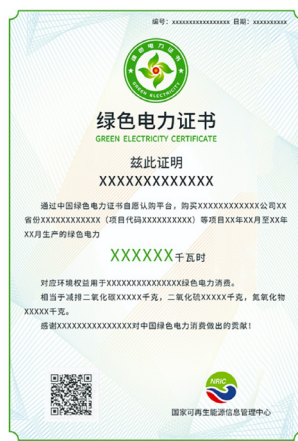 编号：xxxxxxxxxxxxxxxxx 日期：xxxxxxxxxx
绿色电力证书
GREEN ELECTRICITY
绿色电力证书
GREEN ELECTRICITY CERTIFICATE
兹此证明
XXXXXXXXXXXXX
通过中国绿色电力证书自愿认购平台，购买XXXXXXXXXXXX公司XX
省份XXXXXXXXXXXX（项目代码XXXXXXXXXX）等项目XX年XX月至XX年
XX月生产的绿色电力
XXXXXX千瓦时
对应环境权益用于XXXXXXXXXXXXXXX绿色电力消费。
相当于减排二氧化碳XXXXX千克，二氧化硫XXXXX千克，氮氧化物
XXXXX千克。
感谢XXXXXXXXXXXXXXX对中国绿色电力消费做出的贡献！
NRIC
国家可再生能源信息管理中心